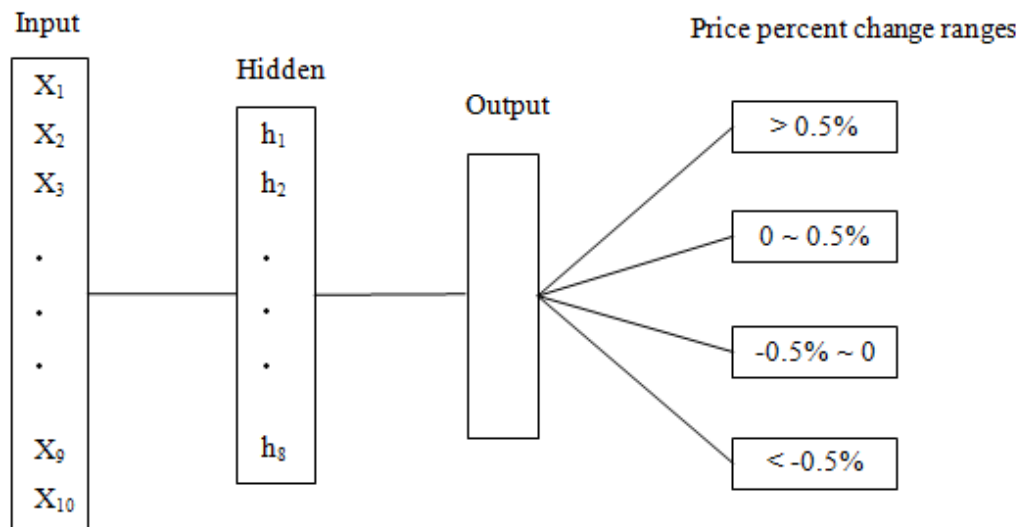 Input
X₁
X₂
X₃
.
.
.
X₉
X₁₀
Hidden
h₁
h₂
.
.
.
h₈
Output
Price percent change ranges
> 0.5%
0 ~ 0.5%
-0.5% ~ 0
< -0.5%